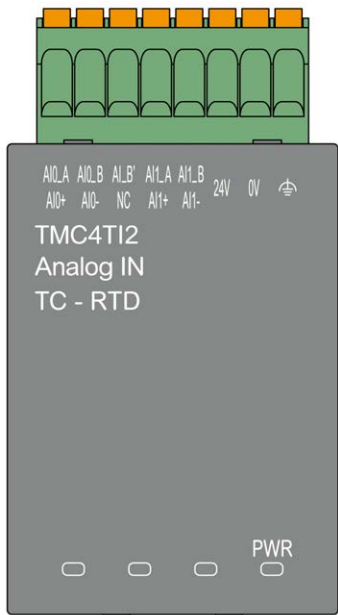 AI0_A AI0_B AI_B' AI1_A AI1_B 24V 0V
AI0+ AI0- NC AI1+ AI1-
TMC4TI2
Analog IN
TC - RTD
PWR